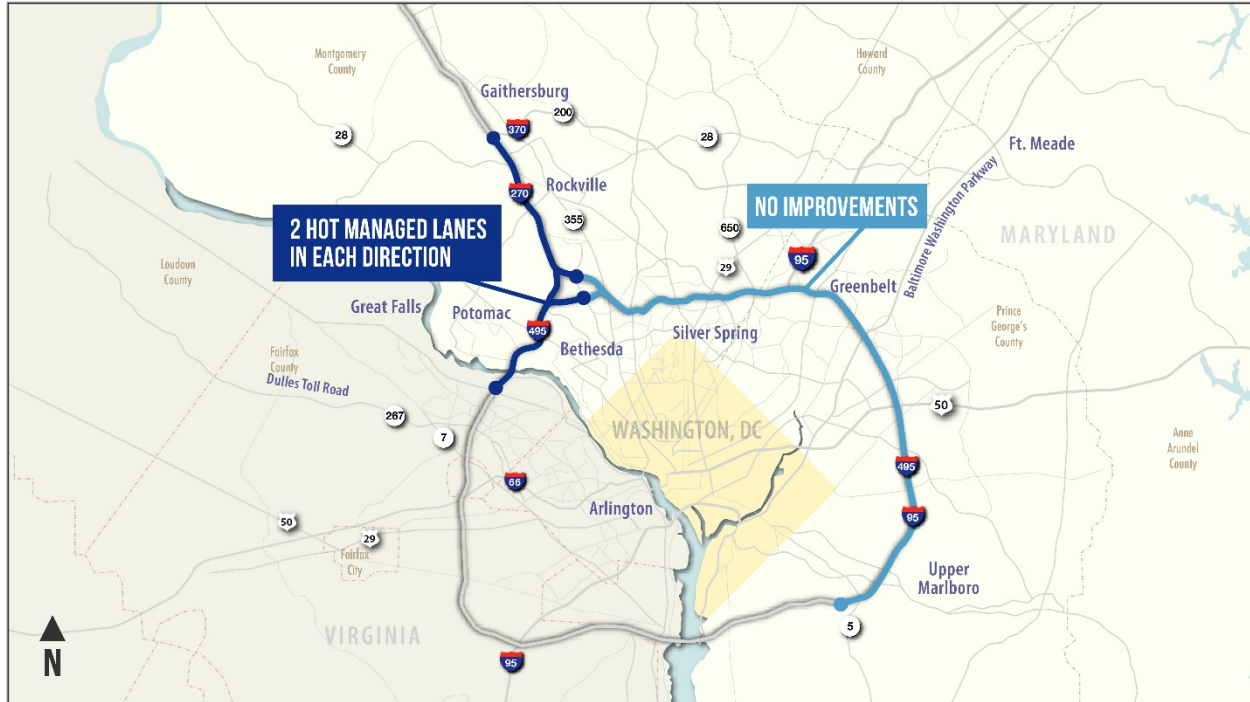 Montgomery
County
Howard
County
Gaithersburg
370
200
28
28
Ft. Meade
270
Rockville
Baltimore Washington Parkway
2 HOT MANAGED LANES
IN EACH DIRECTION
355
NO IMPROVEMENTS
650
29
95
MARYLAND
Loudoun
County
Great Falls
Potomac
495
Greenbelt
Prince
George's
County
Bethesda
Silver Spring
Fairfax
County
Dulles Toll Road
267
7
50
WASHINGTON, DC
Anne
Arundel
County
66
495
Arlington
95
50
29
Fairfax
City
Upper
Marlboro
5
N
VIRGINIA
95